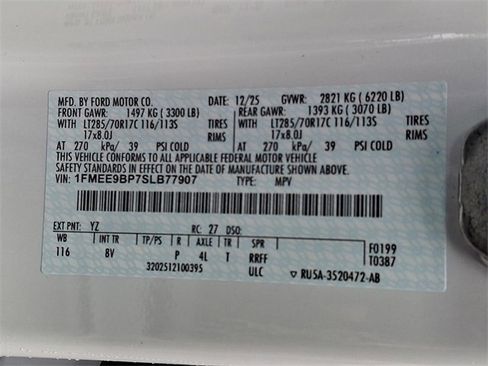 MFD. BY FORD MOTOR CO. DATE: 12/25 GVWR: 2821 KG ( 6220 LB)
FRONT GAWR: 1497 KG ( 3300 LB) REAR GAWR: 1393 KG ( 3070 LB)
WITH LT285/70R17C 116/113S TIRES WITH LT285/70R17C 116/113S TIRES
17x8.0J RIMS 17x8.0J RIMS
AT 270 kPa/ 39 PSI COLD AT 270 kPa/ 39 PSI COLD
THIS VEHICLE CONFORMS TO ALL APPLICABLE FEDERAL MOTOR VEHICLE
SAFETY STANDARDS IN EFFECT ON THE DATE OF MANUFACTURE SHOWN ABOVE.
VIN: 1FMEE9BP7SLB77907 TYPE: MPV
EXT PNT: YZ RC: 27 DSO:
WB INT TR TP/PS R AXLE TR SPR F0199
116 8V P 4L T RRFF T0387
3202512100395 ULC RU5A-3520472-AB